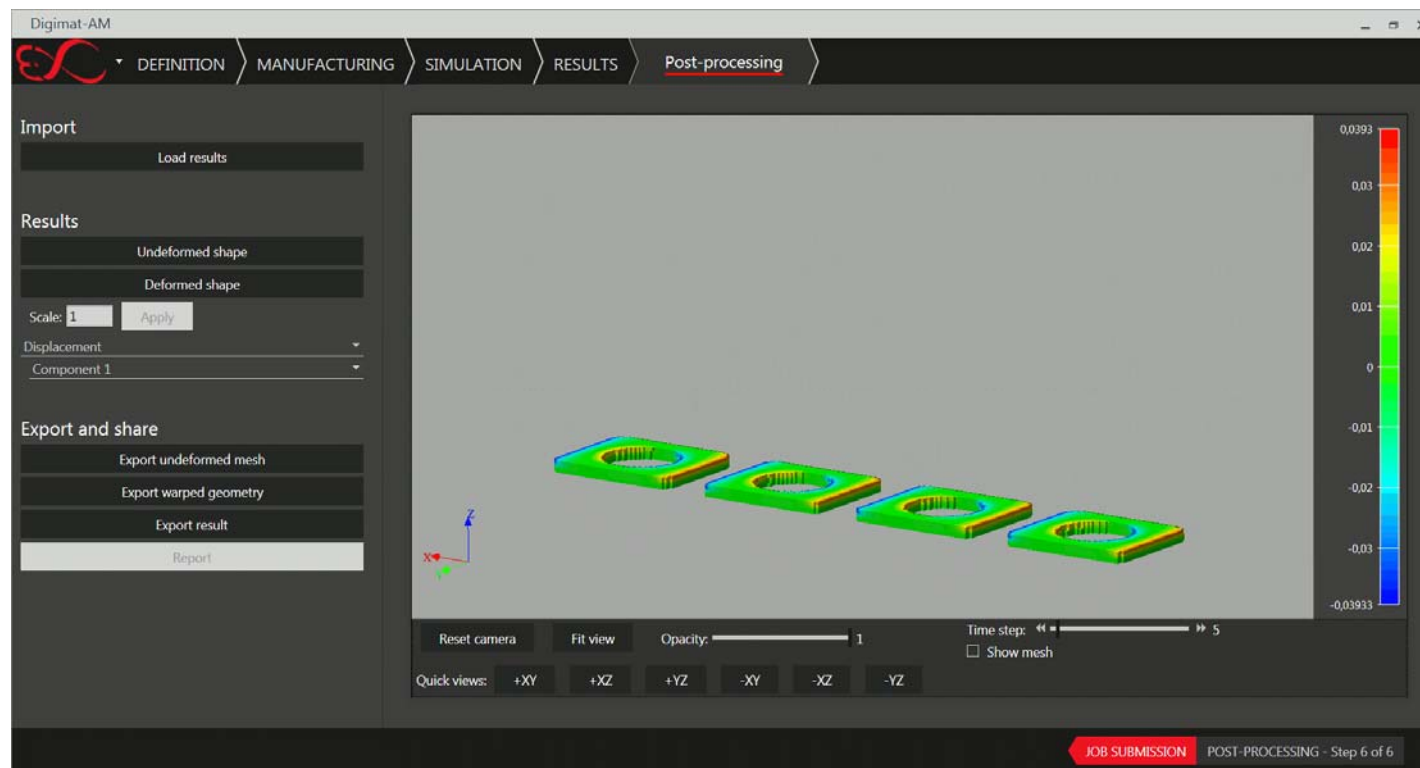 Digimat-AM
DEFINITION
MANUFACTURING
SIMULATION
RESULTS
Post-processing
Import
Load results
Results
Undeformed shape
Deformed shape
Scale: 1 Apply
Displacement
Component 1
Export and share
Export undeformed mesh
Export warped geometry
Export result
Report
0,0393
0,03
0,02
0,01
0
-0,01
-0,02
-0,03
-0,03933
Z
X
Y
Reset camera Fit view Opacity: 1 Time step: 5
Show mesh
Quick views: +XY +XZ +YZ -XY -XZ -YZ
JOB SUBMISSION POST-PROCESSING - Step 6 of 6